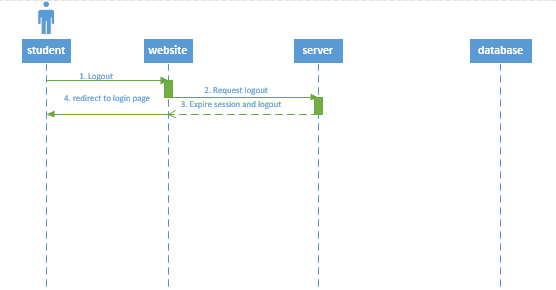 student
website
server
database
1. Logout
2. Request logout
4. redirect to login page
3. Expire session and logout